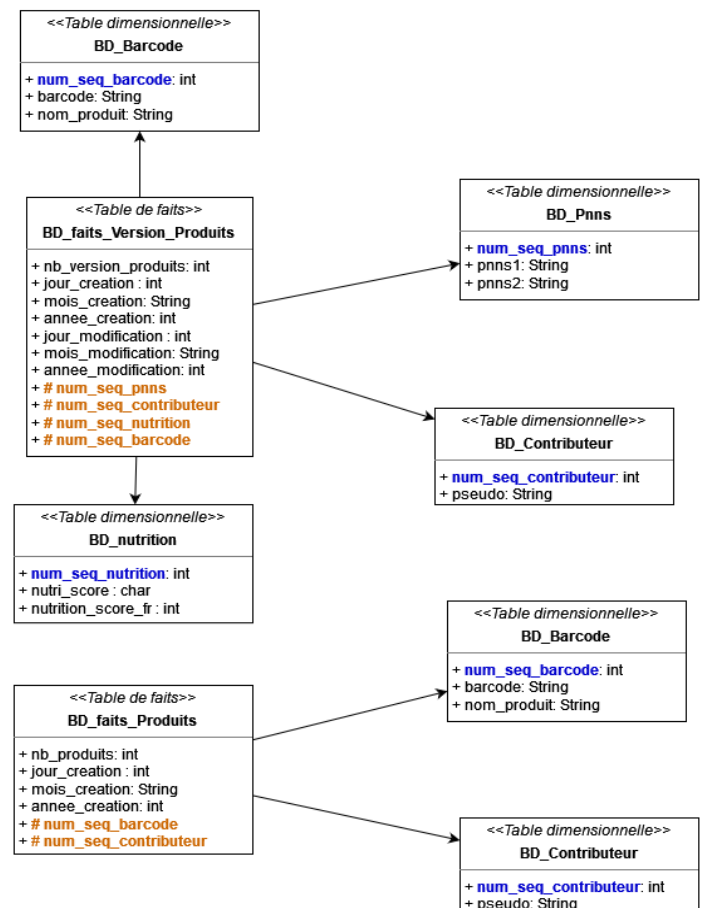 <<Table dimensionnelle>>
BD_Barcode
+ num_seq_barcode: int
+ barcode: String
+ nom_produit: String
<<Table de faits>>
BD_faits_Version_Produits
+ nb_version_produits: int
+ jour_creation : int
+ mois_creation: String
+ annee_creation: int
+ jour_modification : int
+ mois_modification: String
+ annee_modification: int
+ # num_seq_pnns
+ # num_seq_contributeur
+ # num_seq_nutrition
+ # num_seq_barcode
<<Table dimensionnelle>>
BD_Pnns
+ num_seq_pnns: int
+ pnns1: String
+ pnns2: String
<<Table dimensionnelle>>
BD_Contributeur
+ num_seq_contributeur: int
+ pseudo: String
<<Table dimensionnelle>>
BD_nutrition
+ num_seq_nutrition: int
+ nutri_score : char
+ nutrition_score_fr : int
<<Table dimensionnelle>>
BD_Barcode
+ num_seq_barcode: int
+ barcode: String
+ nom_produit: String
<<Table de faits>>
BD_faits_Produits
+ nb_produits: int
+ jour_creation : int
+ mois_creation: String
+ annee_creation: int
+ # num_seq_barcode
+ # num_seq_contributeur
<<Table dimensionnelle>>
BD_Contributeur
+ num_seq_contributeur: int
+ pseudo: String